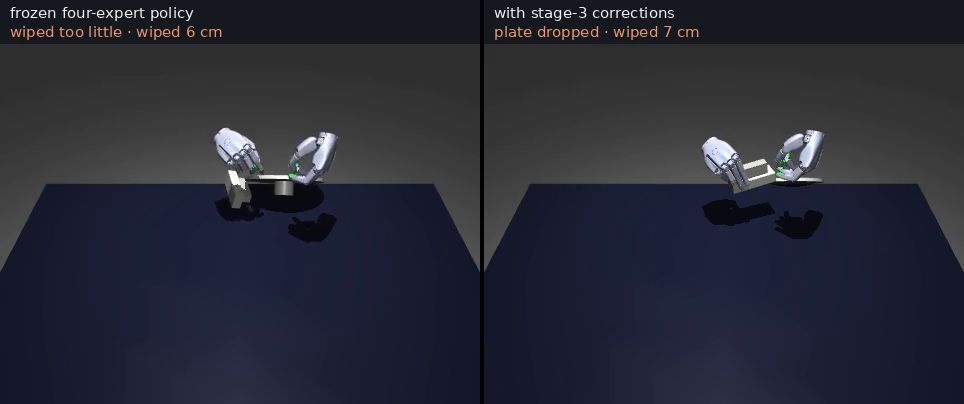 frozen four-expert policy
wiped too little · wiped 6 cm
with stage-3 corrections
plate dropped · wiped 7 cm